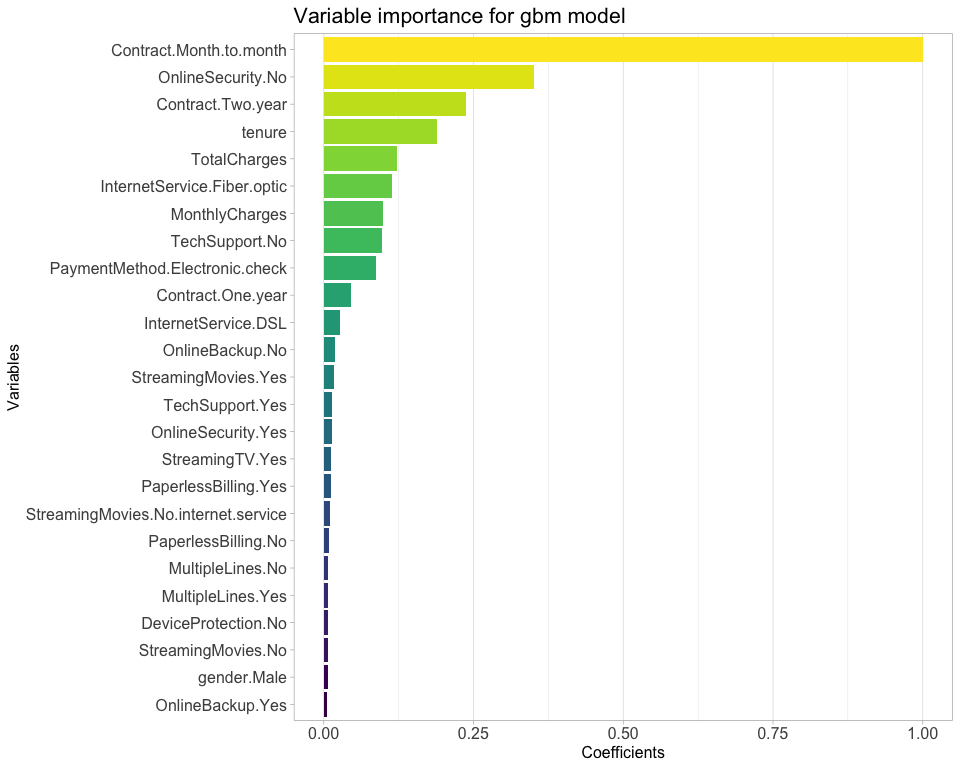 Variable importance for gbm model
Contract.Month.to.month
OnlineSecurity.No
Contract.Two.year
tenure
TotalCharges
InternetService.Fiber.optic
MonthlyCharges
TechSupport.No
PaymentMethod.Electronic.check
Contract.One.year
InternetService.DSL
OnlineBackup.No
StreamingMovies.Yes
TechSupport.Yes
OnlineSecurity.Yes
StreamingTV.Yes
PaperlessBilling.Yes
StreamingMovies.No.internet.service
PaperlessBilling.No
MultipleLines.No
MultipleLines.Yes
DeviceProtection.No
StreamingMovies.No
gender.Male
OnlineBackup.Yes
Variables
0.00 0.25 0.50 0.75 1.00
Coefficients